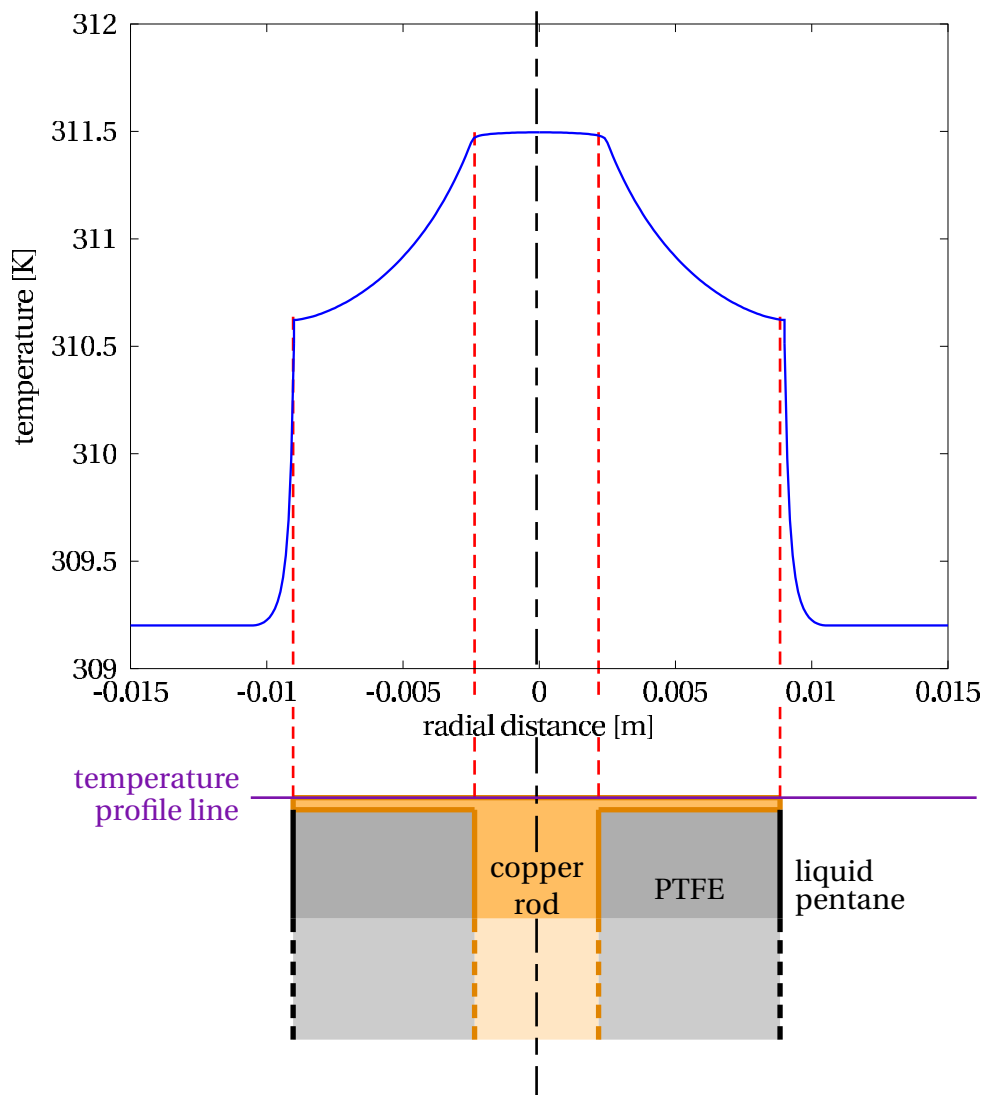 312
311.5
311
310.5
310
309.5
309
temperature [K]
-0.015
-0.01
-0.005
0
0.005
0.01
0.015
radial distance [m]
temperature
profile line
copper
rod
PTFE
liquid
pentane